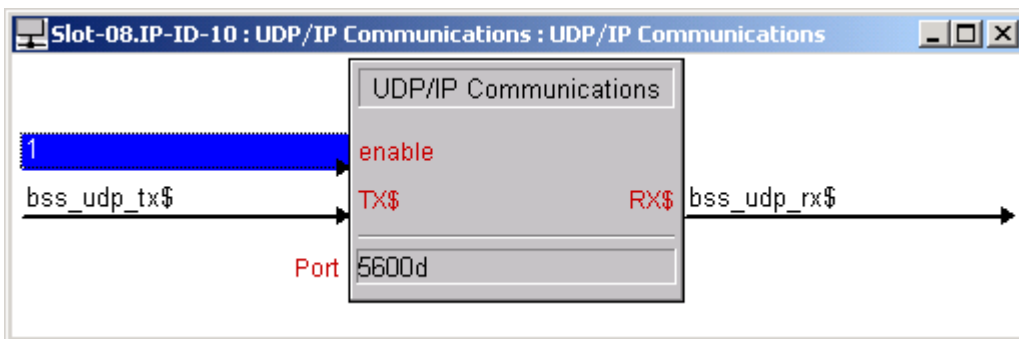 Slot-08.IP-ID-10 : UDP/IP Communications : UDP/IP Communications
UDP/IP Communications
1
enable
bss_udp_tx$
TX$
RX$
bss_udp_rx$
Port
5600d